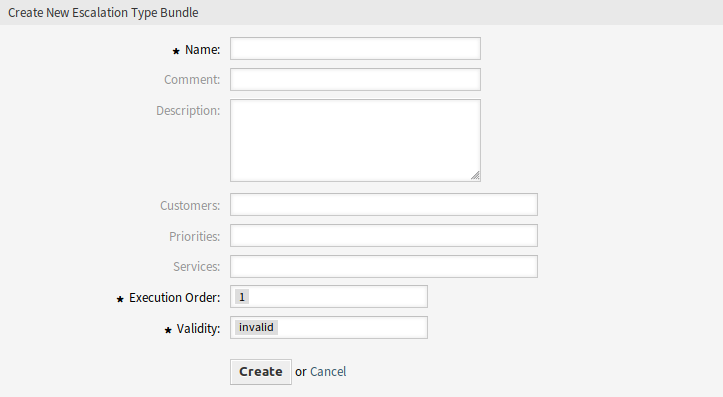 Create New Escalation Type Bundle
★ Name:
Comment:
Description:
Customers:
Priorities:
Services:
★ Execution Order: 1
★ Validity: invalid
Create or Cancel